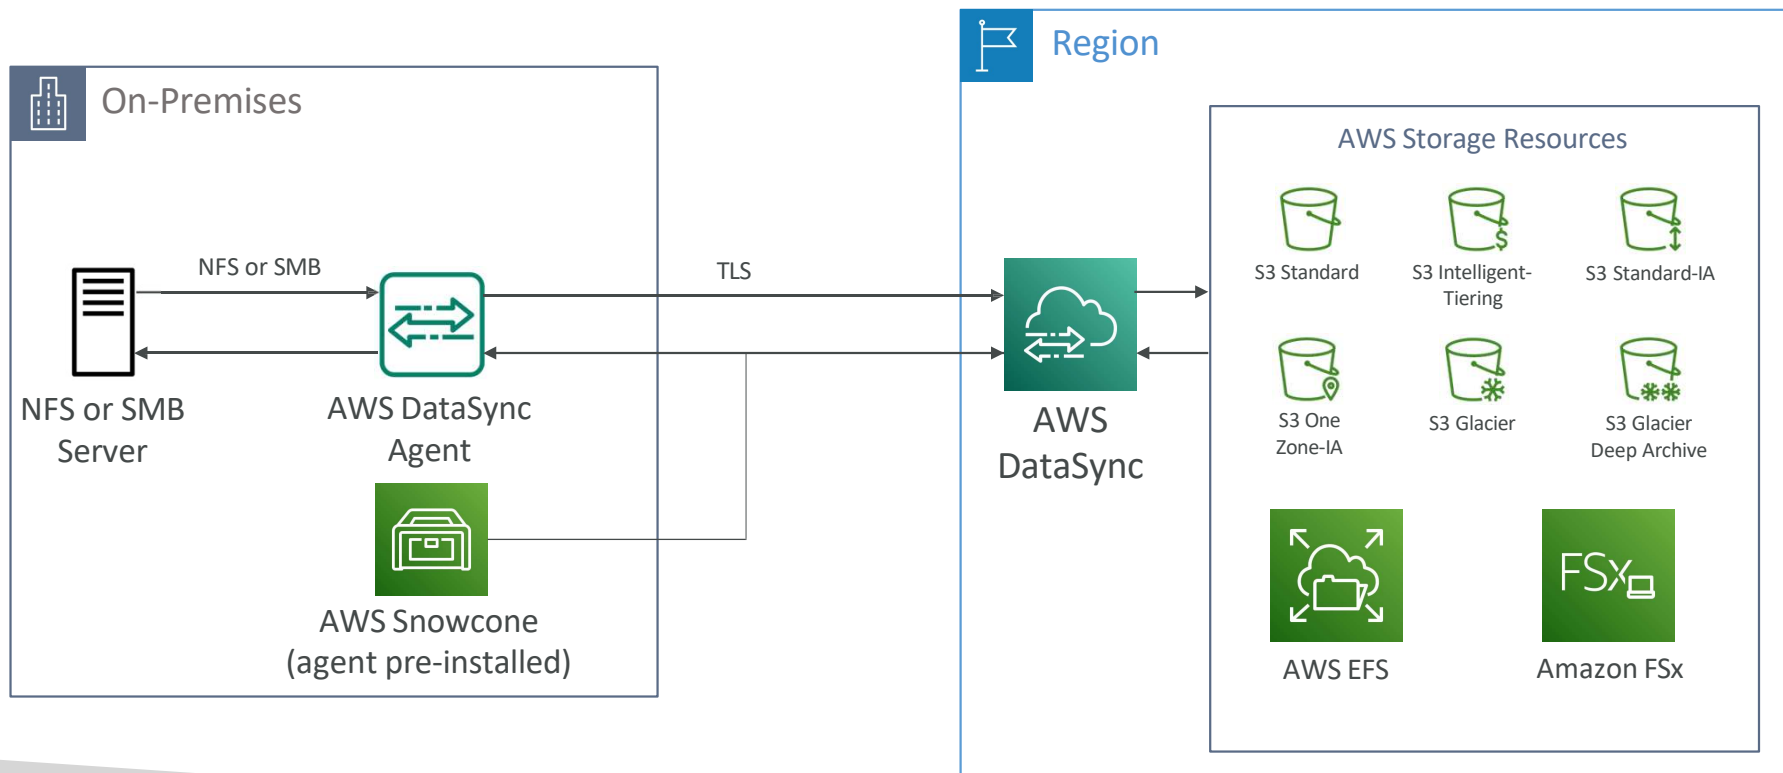 Region
On-Premises
AWS Storage Resources
NFS or SMB
TLS
S3 Standard
S3 Intelligent-
Tiering
S3 Standard-IA
NFS or SMB
Server
AWS DataSync
Agent
AWS
DataSync
S3 One
Zone-IA
S3 Glacier
S3 Glacier
Deep Archive
$
AWS Snowcone
(agent pre-installed)
FSx
AWS EFS
Amazon FSx